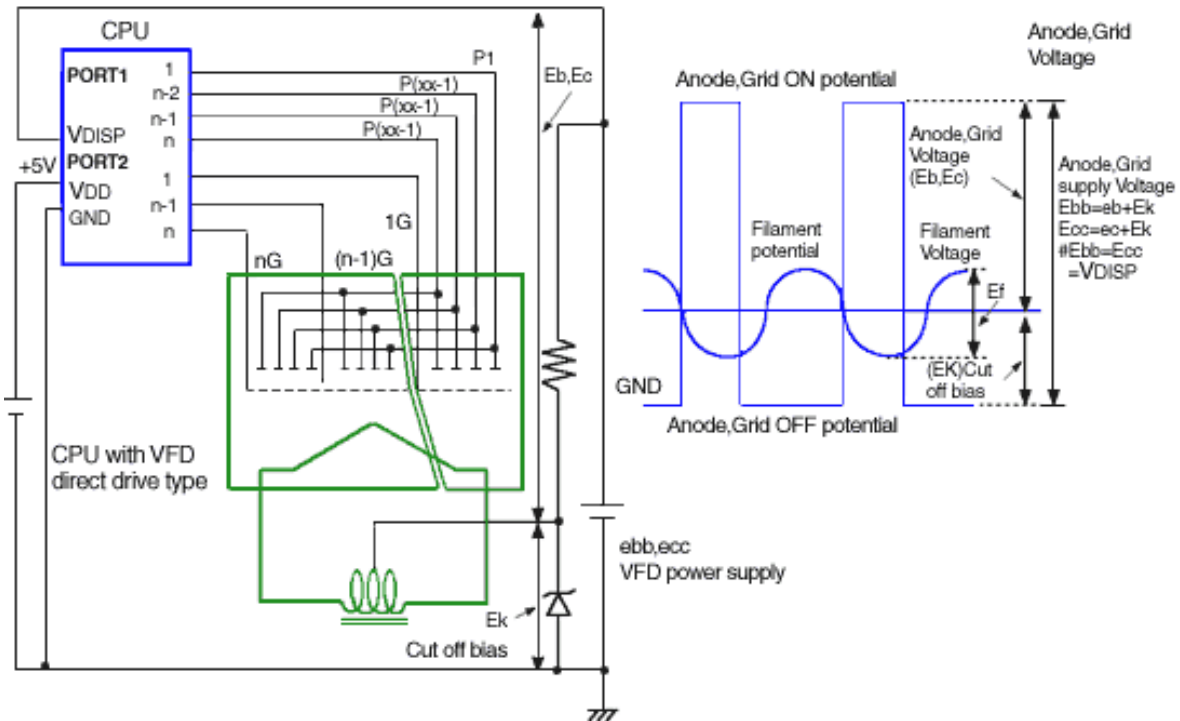 CPU
PORT1
1
n-2
n-1
n
P1
P(xx-1)
P(xx-1)
P(xx-1)
VDISP
+5V
PORT2
VDD
GND
1
n-1
n
nG
(n-1)G
1G
Eb,Ec
CPU with VFD
direct drive type
Ek
Cut off bias
ebb,ecc
VFD power supply
Anode,Grid
Voltage
Anode,Grid ON potential
Anode,Grid
Voltage
(Eb,Ec)
Anode,Grid
supply Voltage
Ebb=eb+Ek
Ecc=ec+Ek
#Ebb=Ecc
=VDISP
Filament
potential
Filament
Voltage
Ef
(EK)Cut
off bias
GND
Anode,Grid OFF potential